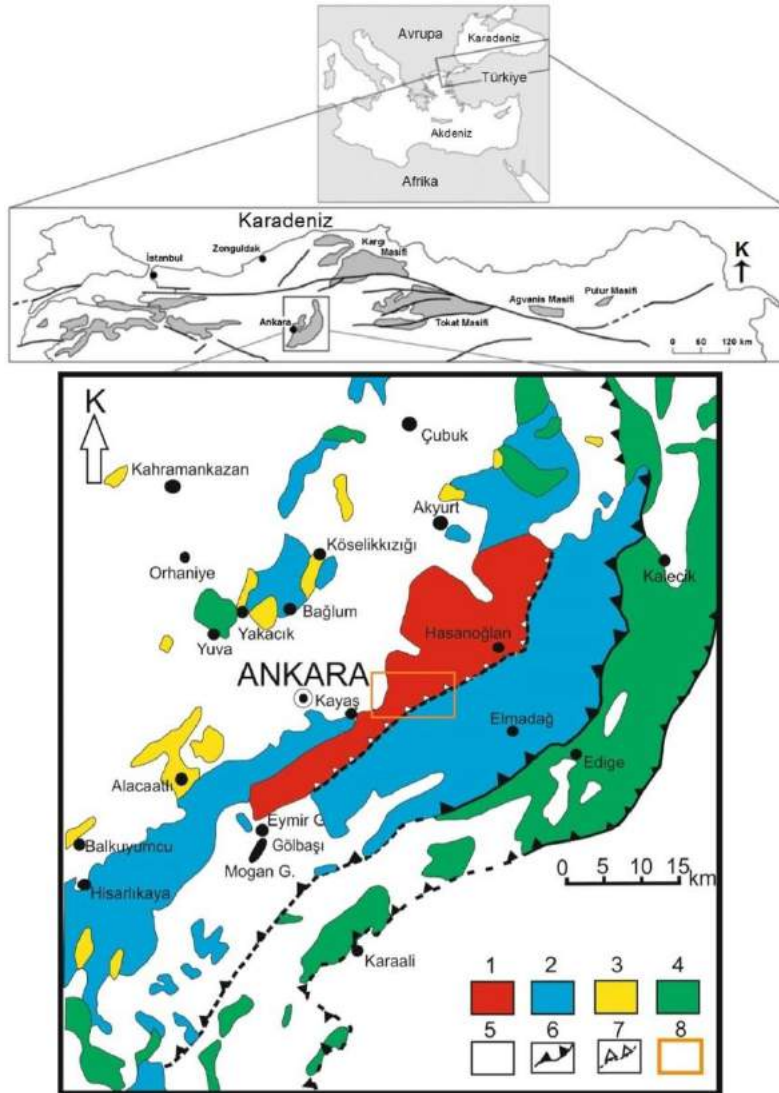 Avrupa
Karadeniz
Türkiye
Akdeniz
Afrika
Karadeniz
İstanbul
Zonguldak
Kargı
Masifi
K
Ankara
Tokat Masifi
Agvanis Masifi
Pulur Masifi
0 60 120 km
K
Çubuk
Kahramankazan
Akyurt
Köselikkızığı
Orhaniye
Kalecik
Bağlum
Yakacık
Yuva
Hasanoğlan
ANKARA
Kayaş
Elmadağ
Edige
Alacaatlı
Eymir G
Gölbaşı
Balkuyumcu
Mogan G.
Hisarlıkaya
0 5 10 15
km
Karaali
1 2 3 4
5 6 7 8